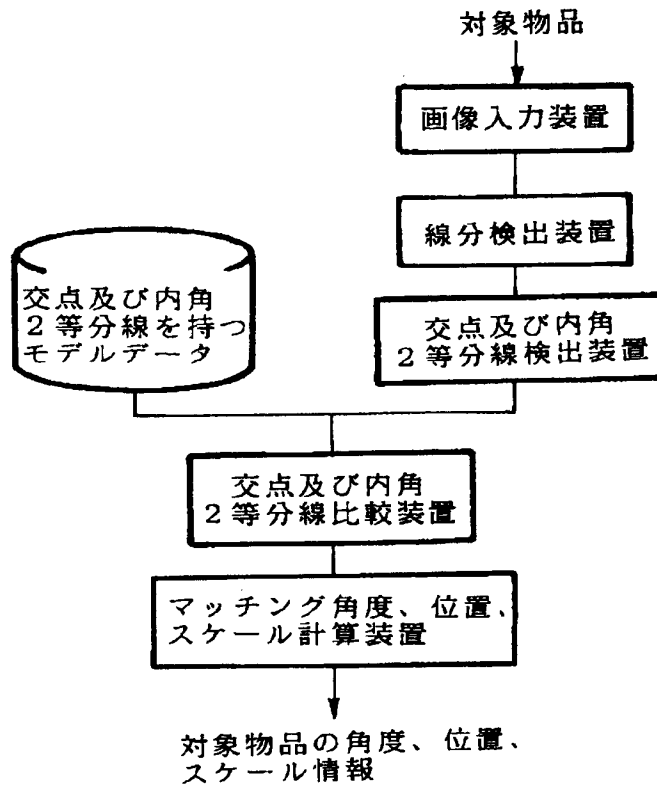 対象物品
画像入力装置
線分検出装置
交点及び内角
2等分線を持つ
モデルデータ
交点及び内角
2等分線検出装置
交点及び内角
2等分線比較装置
マッチング角度、位置、
スケール計算装置
対象物品の角度、位置、
スケール情報